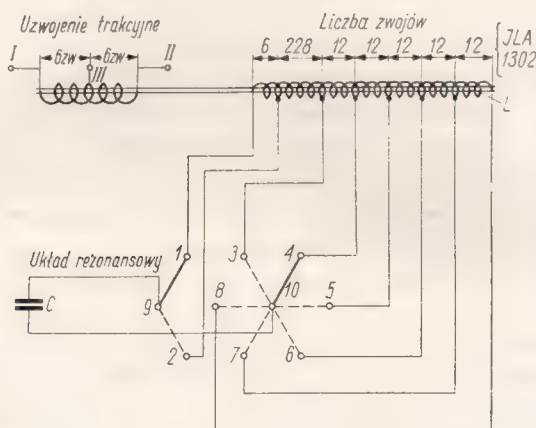 Uzwojenie trakcyjne
I 6zw 6zw II
III
Liczba zwojów
6 228 12 12 12 12 12
JLA
1302
L
Układ rezonansowy
C
1
3
4
9
8
10
5
2
7
6